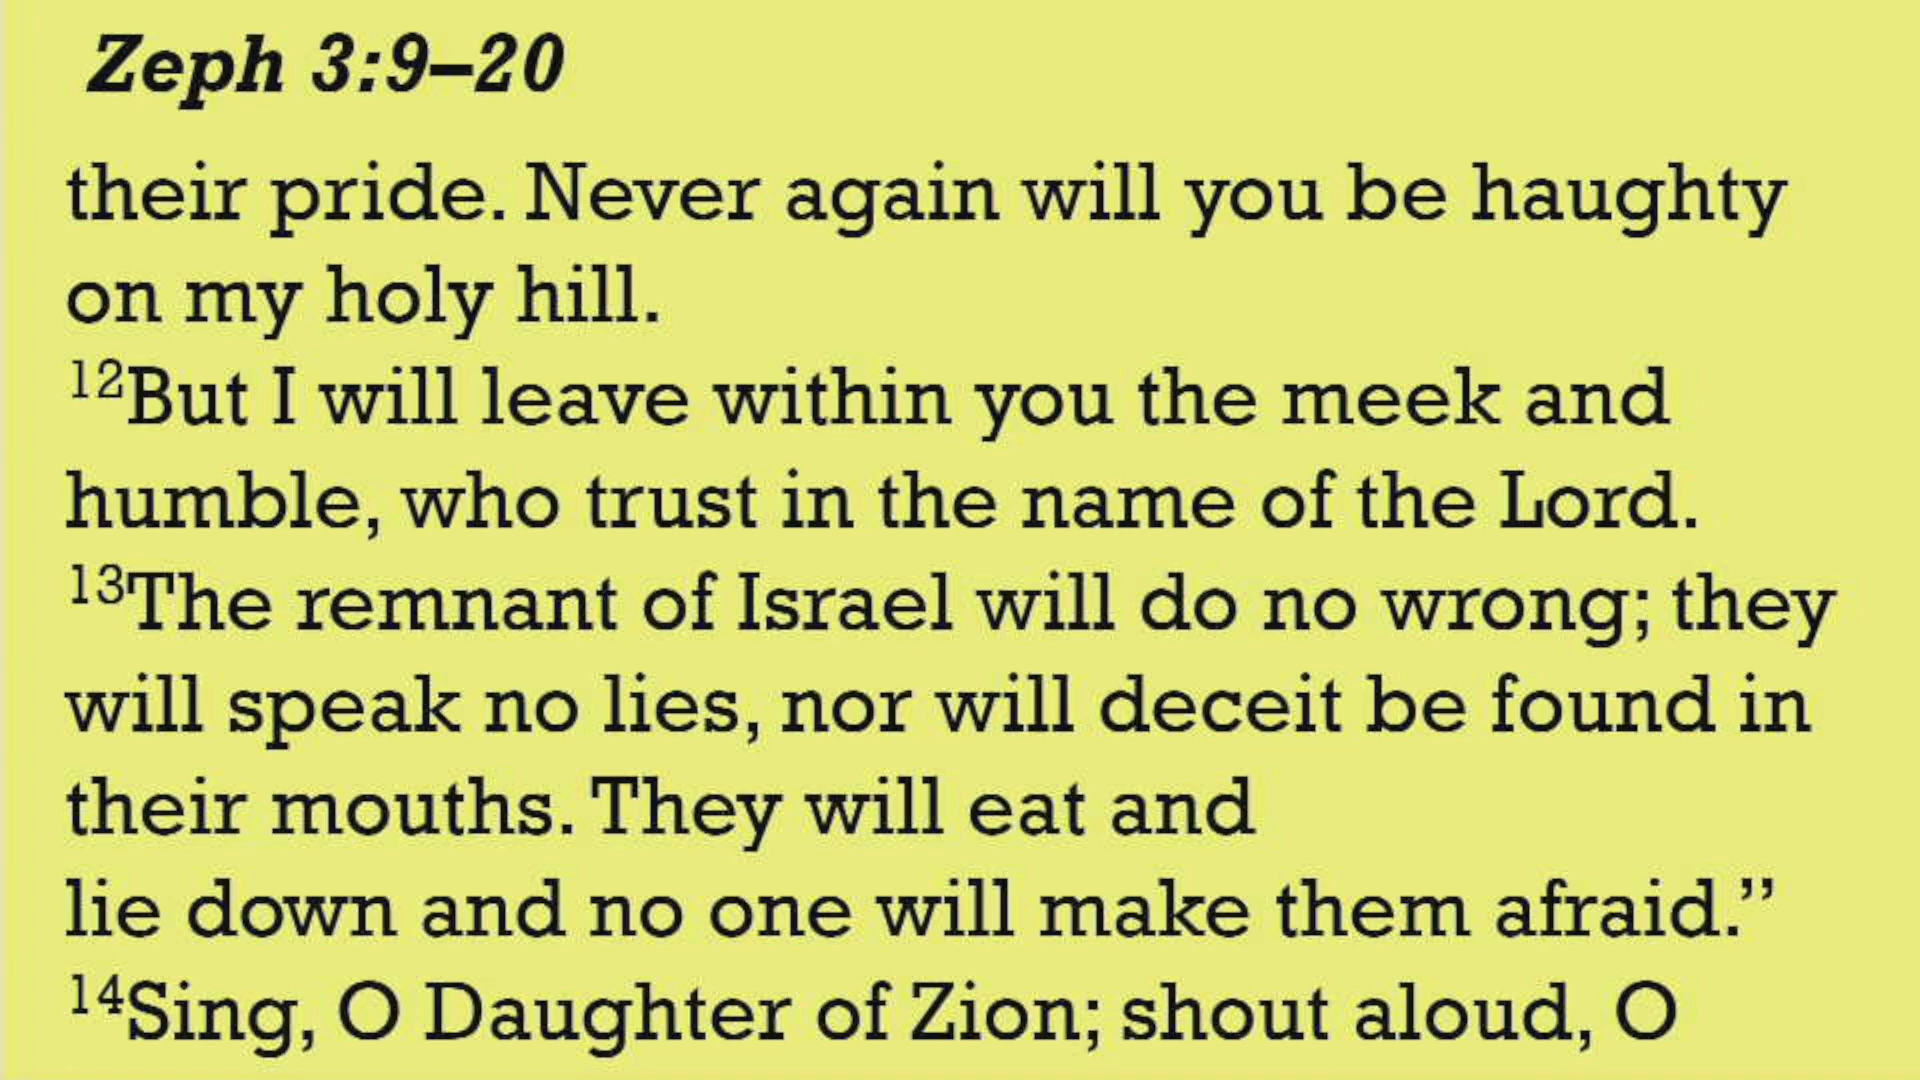 Zeph 3:9–20
their pride. Never again will you be haughty
on my holy hill.
12But I will leave within you the meek and
humble, who trust in the name of the Lord.
13The remnant of Israel will do no wrong; they
will speak no lies, nor will deceit be found in
their mouths. They will eat and
lie down and no one will make them afraid.”
14Sing, O Daughter of Zion; shout aloud, O